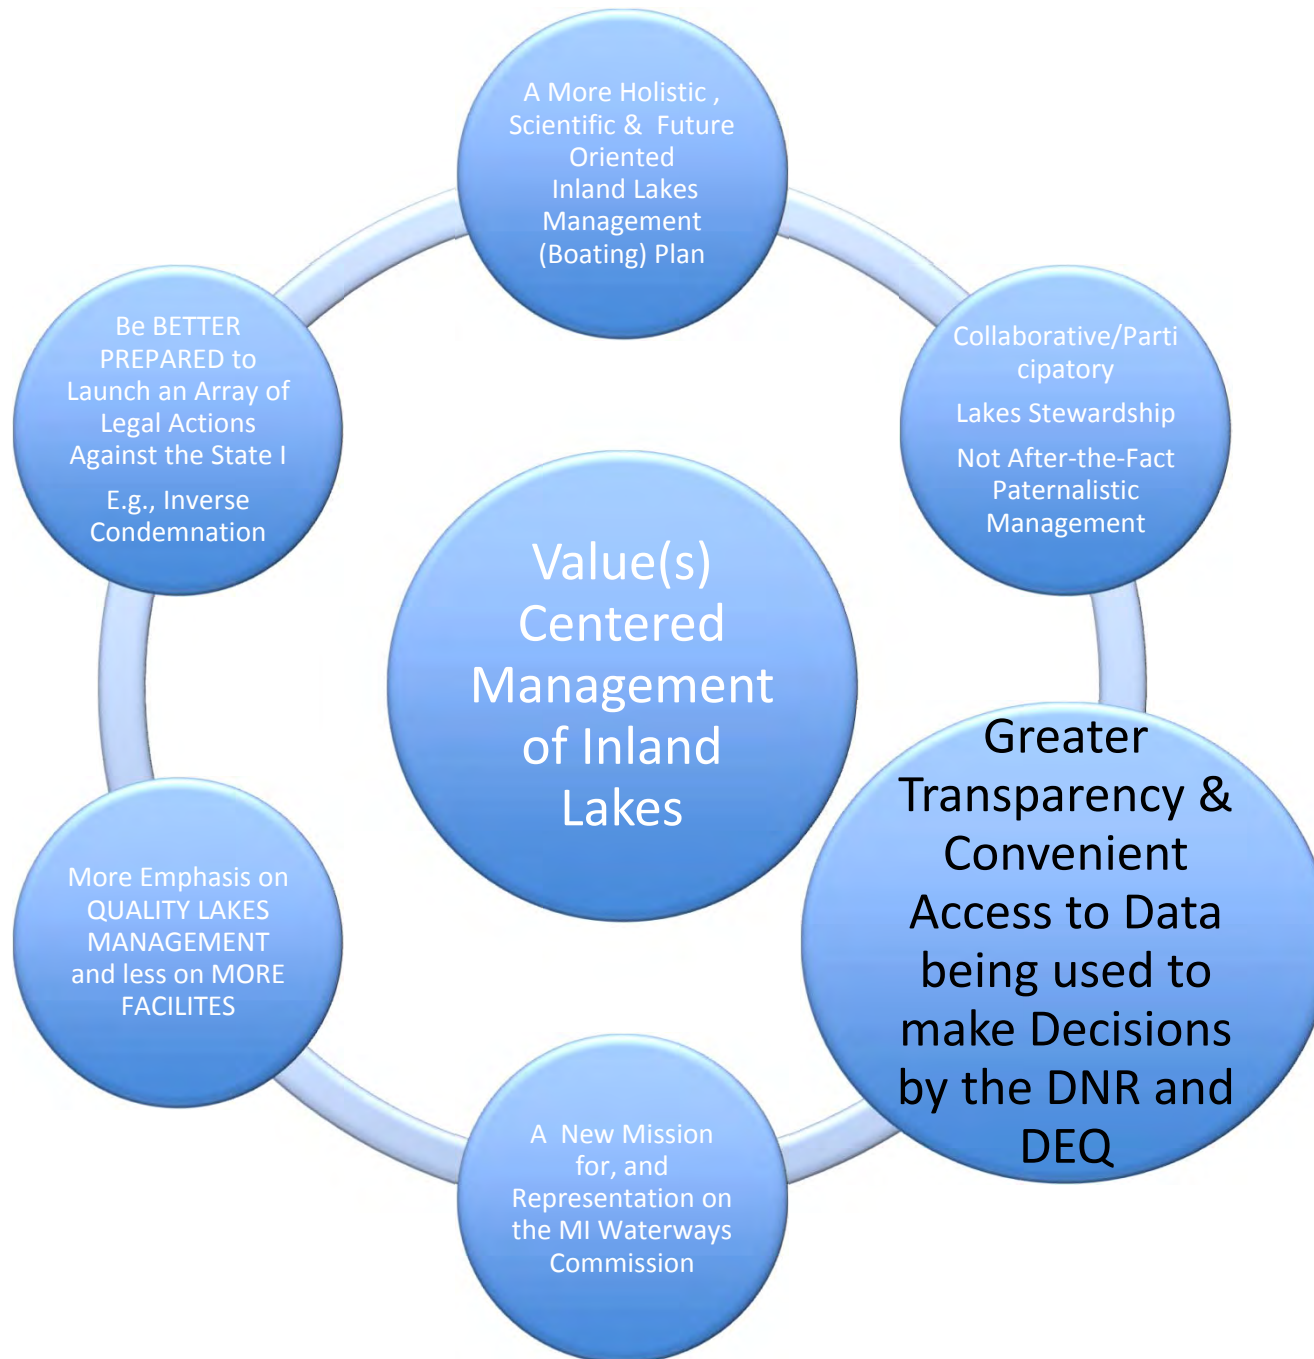 A More Holistic ,
Scientific & Future
Oriented
Inland Lakes
Management
(Boating) Plan
Collaborative/Parti
cipatory
Lakes Stewardship
Not After-the-Fact
Paternalistic
Management
Greater
Transparency &
Convenient
Access to Data
being used to
make Decisions
by the DNR and
DEQ
A New Mission
for, and
Representation on
the MI Waterways
Commission
More Emphasis on
QUALITY LAKES
MANAGEMENT
and less on MORE
FACILITES
Be BETTER
PREPARED to
Launch an Array of
Legal Actions
Against the State I
E.g., Inverse
Condemnation
Value(s)
Centered
Management
of Inland
Lakes